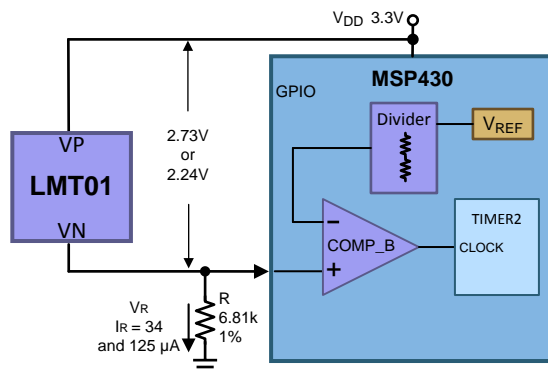 VDD 3.3V
MSP430
GPIO
Divider
VREF
2.73V
or
2.24V
VP
LMT01
VN
−
COMP_B
+
TIMER2
CLOCK
VR
IR = 34
and 125 µA
R
6.81k
1%